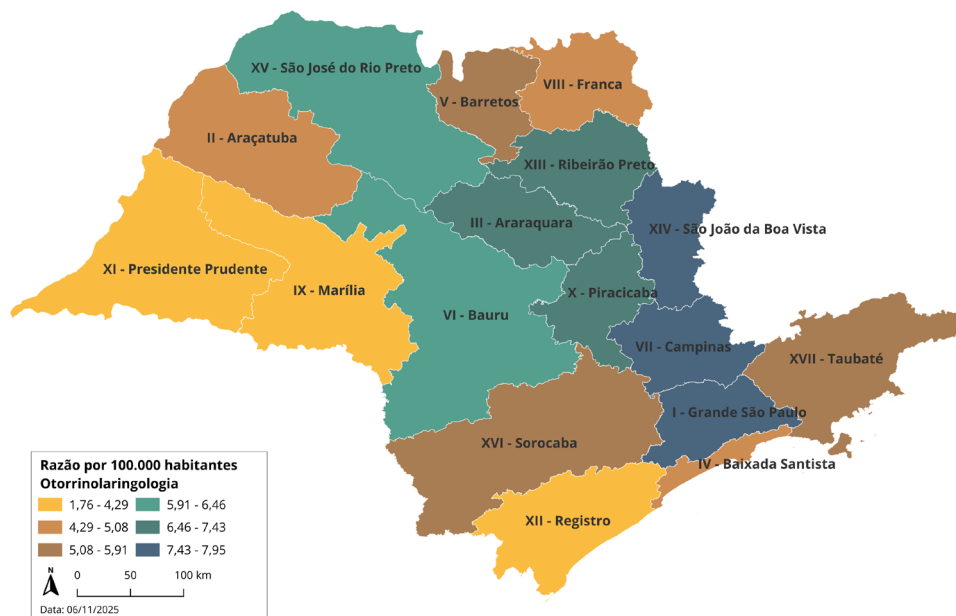 XV - São José do Rio Preto
VIII - Franca
V - Barretos
II - Araçatuba
XIII - Ribeirão Preto
III - Araraquara
XIV - São João da Boa Vista
XI - Presidente Prudente
IX - Marília
X - Piracicaba
VI - Bauru
VII - Campinas
XVII - Taubaté
I - Grande São Paulo
XVI - Sorocaba
IV - Baixada Santista
XII - Registro
Razão por 100.000 habitantes
Otorrinolaringologia
1,76 - 4,29 5,91 - 6,46
4,29 - 5,08 6,46 - 7,43
5,08 - 5,91 7,43 - 7,95
N
0 50 100 km
Data: 06/11/2025